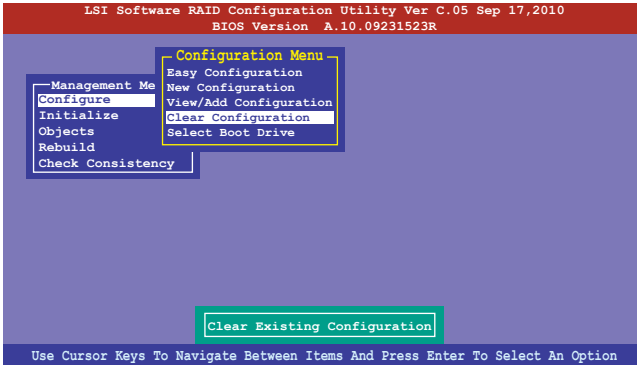 LSI Software RAID Configuration Utility Ver C.05 Sep 17,2010
BIOS Version A.10.09231523R
Management Me
Configure
Initialize
Objects
Rebuild
Check Consistency
Configuration Menu
Easy Configuration
New Configuration
View/Add Configuration
Clear Configuration
Select Boot Drive
Clear Existing Configuration
Use Cursor Keys To Navigate Between Items And Press Enter To Select An Option